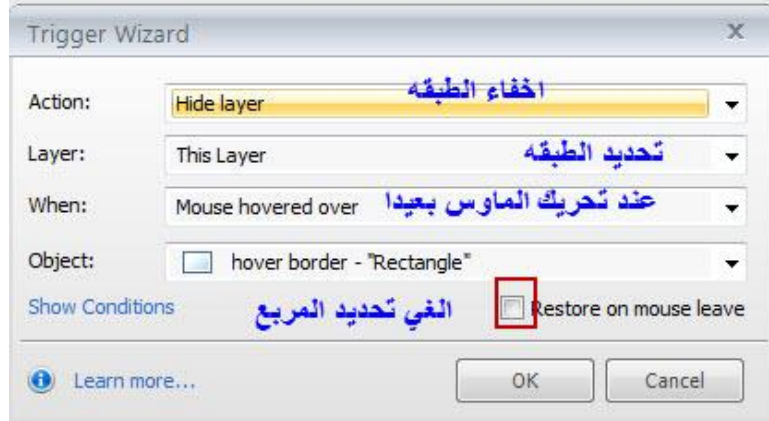 Trigger Wizard
اخفاء الطبقه
Action: Hide layer
Layer: This Layer تحديد الطبقه
When: Mouse hovered over عند تحريك الماوس بعيدا
Object: hover border - "Rectangle"
Show Conditions الغي تحديد المربع Restore on mouse leave
Learn more... OK Cancel